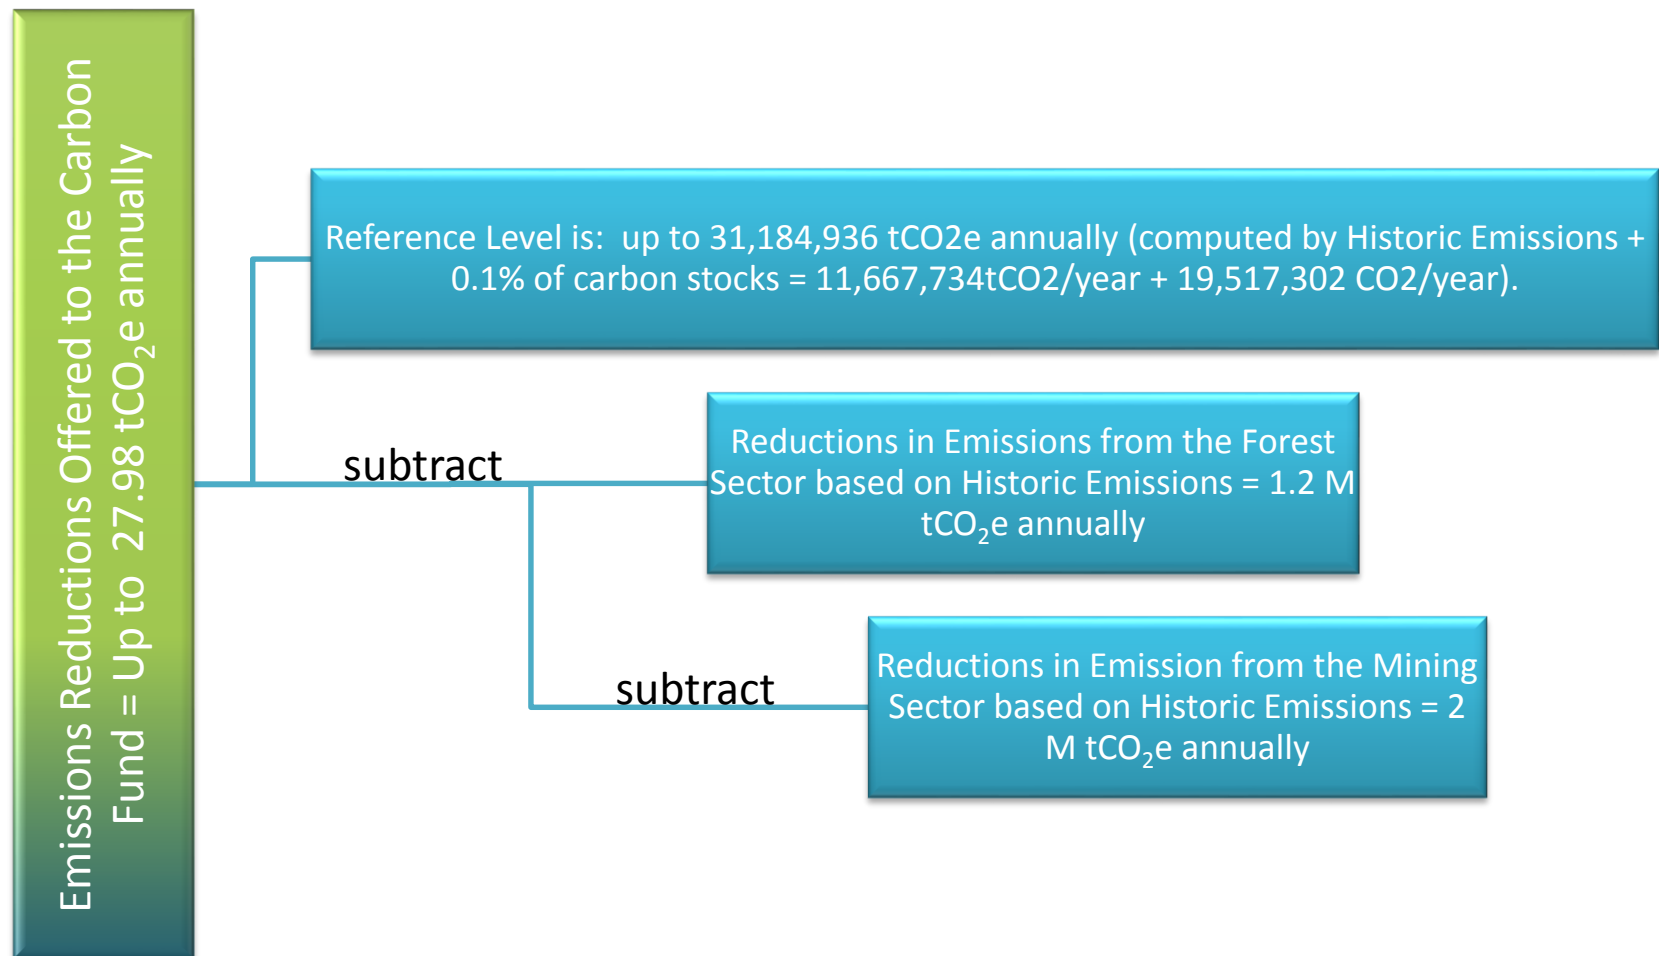 Emissions Reductions Offered to the Carbon
Fund = Up to 27.98 tCO₂e annually
Reference Level is: up to 31,184,936 tCO2e annually (computed by Historic Emissions +
0.1% of carbon stocks = 11,667,734tCO2/year + 19,517,302 CO2/year).
subtract
Reductions in Emissions from the Forest
Sector based on Historic Emissions = 1.2 M
tCO₂e annually
subtract
Reductions in Emission from the Mining
Sector based on Historic Emissions = 2
M tCO₂e annually